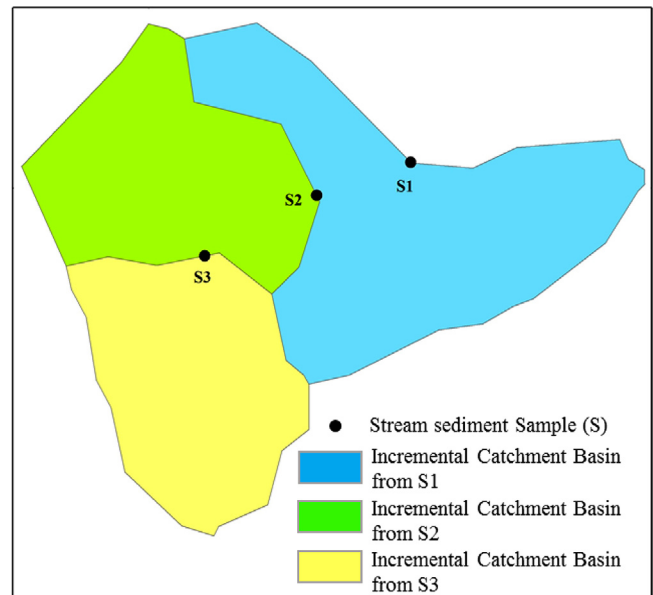 S1
S2
S3
Stream sediment Sample (S)
Incremental Catchment Basin
from S1
Incremental Catchment Basin
from S2
Incremental Catchment Basin
from S3